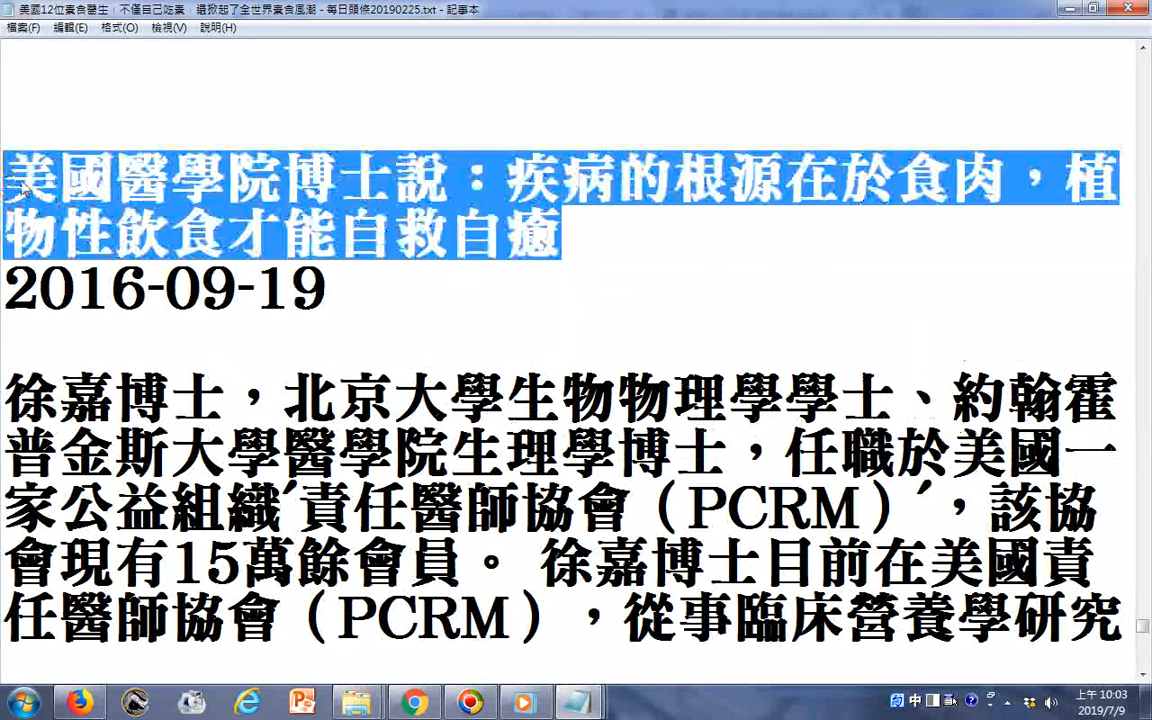 美國12位素食醫生︰不僅自己吃素，還掀起了全世界素食風潮 - 每日頭條20190225.txt - 記事本
檔案(F) 編輯(E) 格式(O) 檢視(V) 說明(H)
美國醫學院博士說：疾病的根源在於食肉，植
物性飲食才能自救自癒
2016-09-19
徐嘉博士，北京大學生物物理學學士、約翰霍
普金斯大學醫學院生理學博士，任職於美國一
家公益組織′責任醫師協會（PCRM）′，該協
會現有15萬餘會員。 徐嘉博士目前在美國責
任醫師協會（PCRM），從事臨床營養學研究
中
上午 10:03
2019/7/9